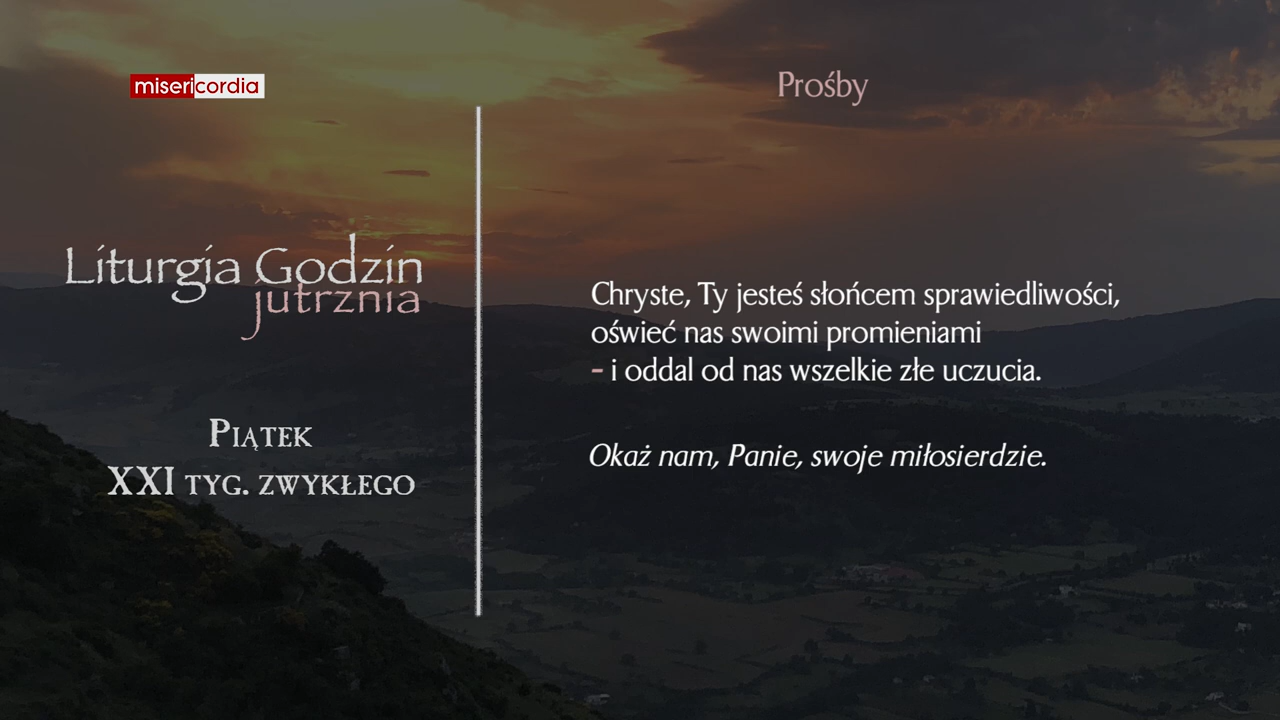 misericordia
Liturgia Godzin
jutrznia
Piątek
XXI tyg. zwykłego
Prośby
Chryste, Ty jesteś słońcem sprawiedliwości,
oświeć nas swoimi promieniami
– i oddal od nas wszelkie złe uczucia.
Okaż nam, Panie, swoje miłosierdzie.